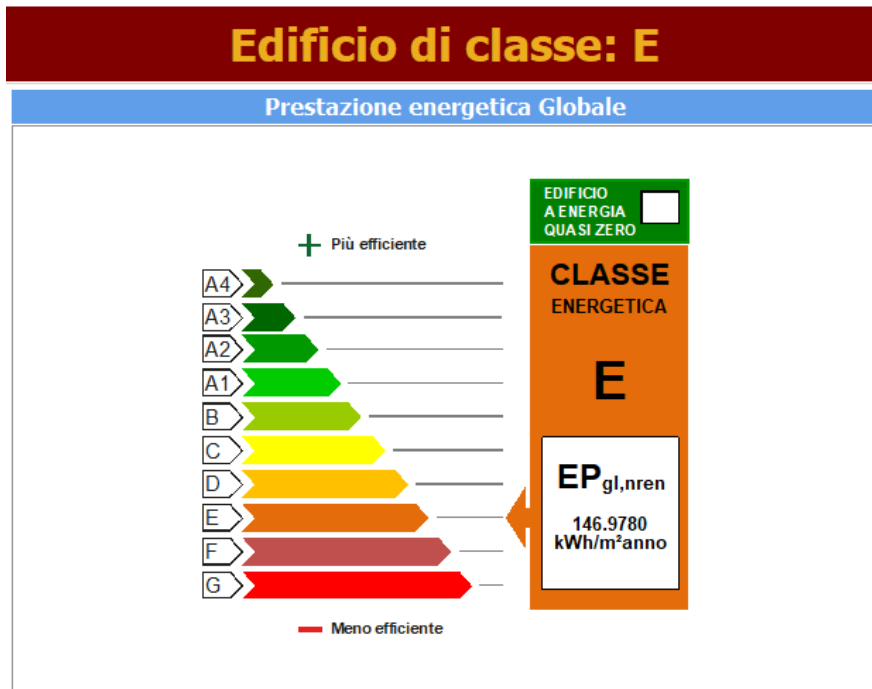 Edificio di classe: E
Prestazione energetica Globale
EDIFICIO
A ENERGIA
QUASI ZERO
Più efficiente
CLASSE
ENERGETICA
A4
A3
A2
A1
B
C
D
E
F
G
E
EPgl,nren
146.9780
kWh/m²anno
Meno efficiente